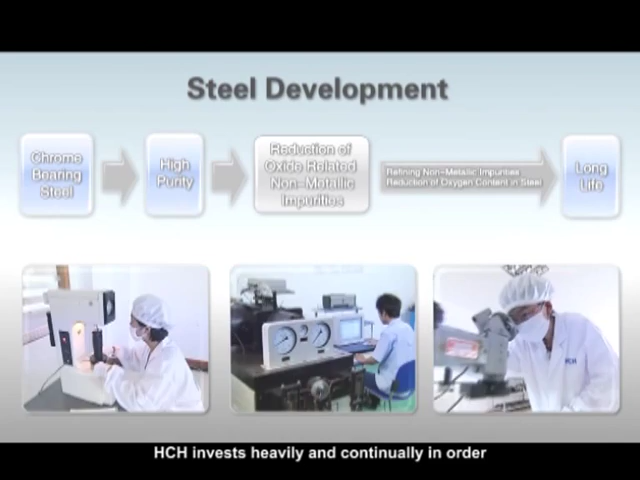 Steel Development
Chrome
Bearing
Steel
High
Purity
Reduction of
Oxide Related
Non-Metallic
Impurities
Refining Non-Metallic Impurities
Reduction of Oxygen Content in Steel
Long
Life
HCH
HCH invests heavily and continually in order